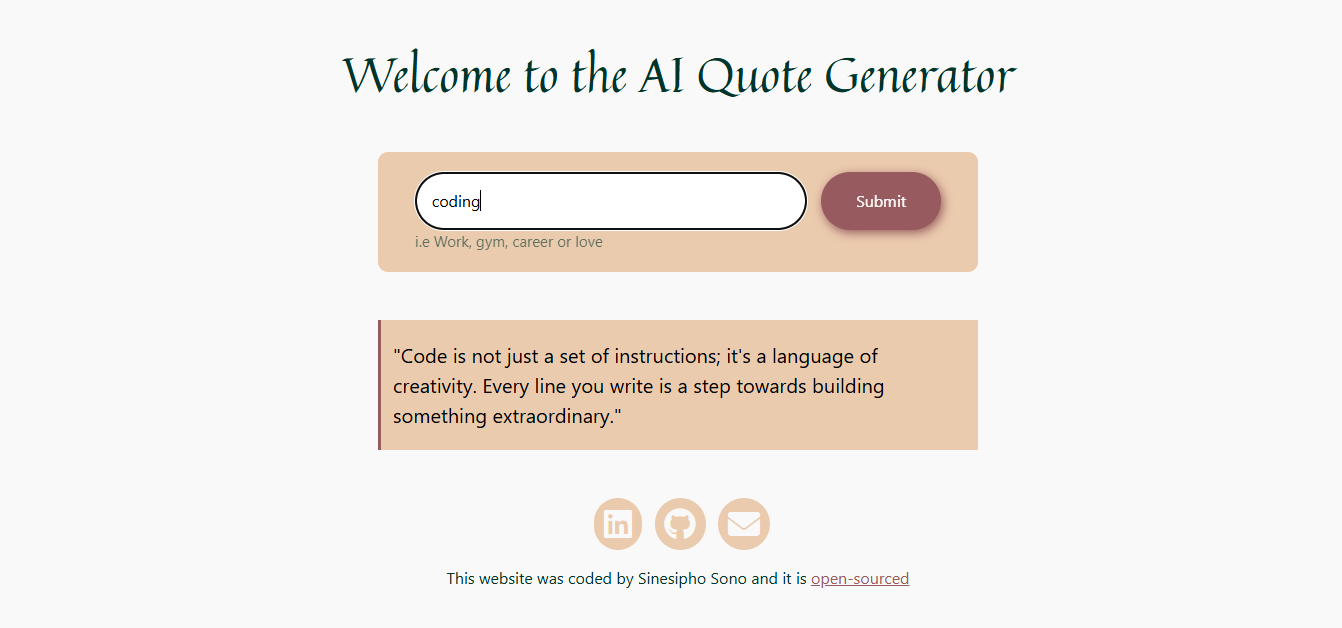 Welcome to the AI Quote Generator
coding
Submit
i.e Work, gym, career or love
"Code is not just a set of instructions; it's a language of
creativity. Every line you write is a step towards building
something extraordinary."
in
This website was coded by Sinesipho Sono and it is open-sourced